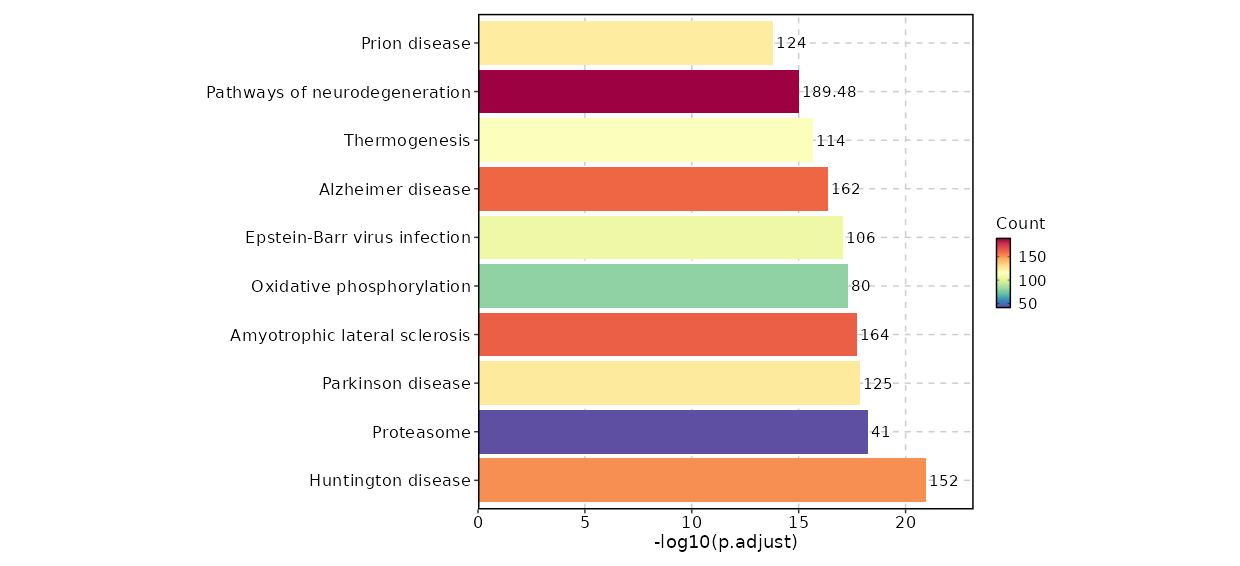 Prion disease
124
Pathways of neurodegeneration
189.48
Thermogenesis
114
Alzheimer disease
162
Epstein-Barr virus infection
106
Oxidative phosphorylation
80
Amyotrophic lateral sclerosis
164
Parkinson disease
125
Proteasome
41
Huntington disease
152
0 5 10 15 20
-log10(p.adjust)
Count
150
100
50